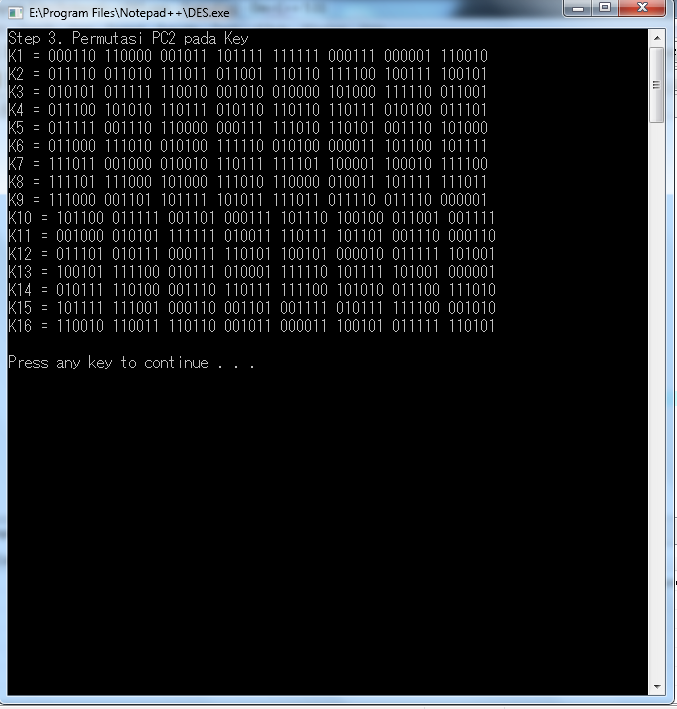 E:\Program Files\Notepad++\DES.exe
Step 3. Permutasi PC2 pada Key
K1 = 000110 110000 001011 101111 111111 000111 000001 110010
K2 = 011110 011010 111011 011001 110110 111100 100111 100101
K3 = 010101 011111 110010 001010 010000 101000 111110 011001
K4 = 011100 101010 110111 010110 110110 110111 010100 011101
K5 = 011111 001110 110000 000111 111010 110101 001110 101000
K6 = 011000 111010 010100 111110 010100 000011 101100 101111
K7 = 111011 001000 010010 110111 111101 100001 100010 111100
K8 = 111101 111000 101000 111010 110000 010011 101111 111011
K9 = 111000 001101 101111 101011 111011 011110 011110 000001
K10 = 101100 011111 001101 000111 101110 100100 011001 001111
K11 = 001000 010101 111111 010011 110111 101101 001110 000110
K12 = 011101 010111 000111 110101 100101 000010 011111 101001
K13 = 100101 111100 010111 010001 111110 101111 101001 000001
K14 = 010111 110100 001110 110111 111100 101010 011100 111010
K15 = 101111 111001 000110 001101 001111 010111 111100 001010
K16 = 110010 110011 110110 001011 000011 100101 011111 110101
Press any key to continue . . .